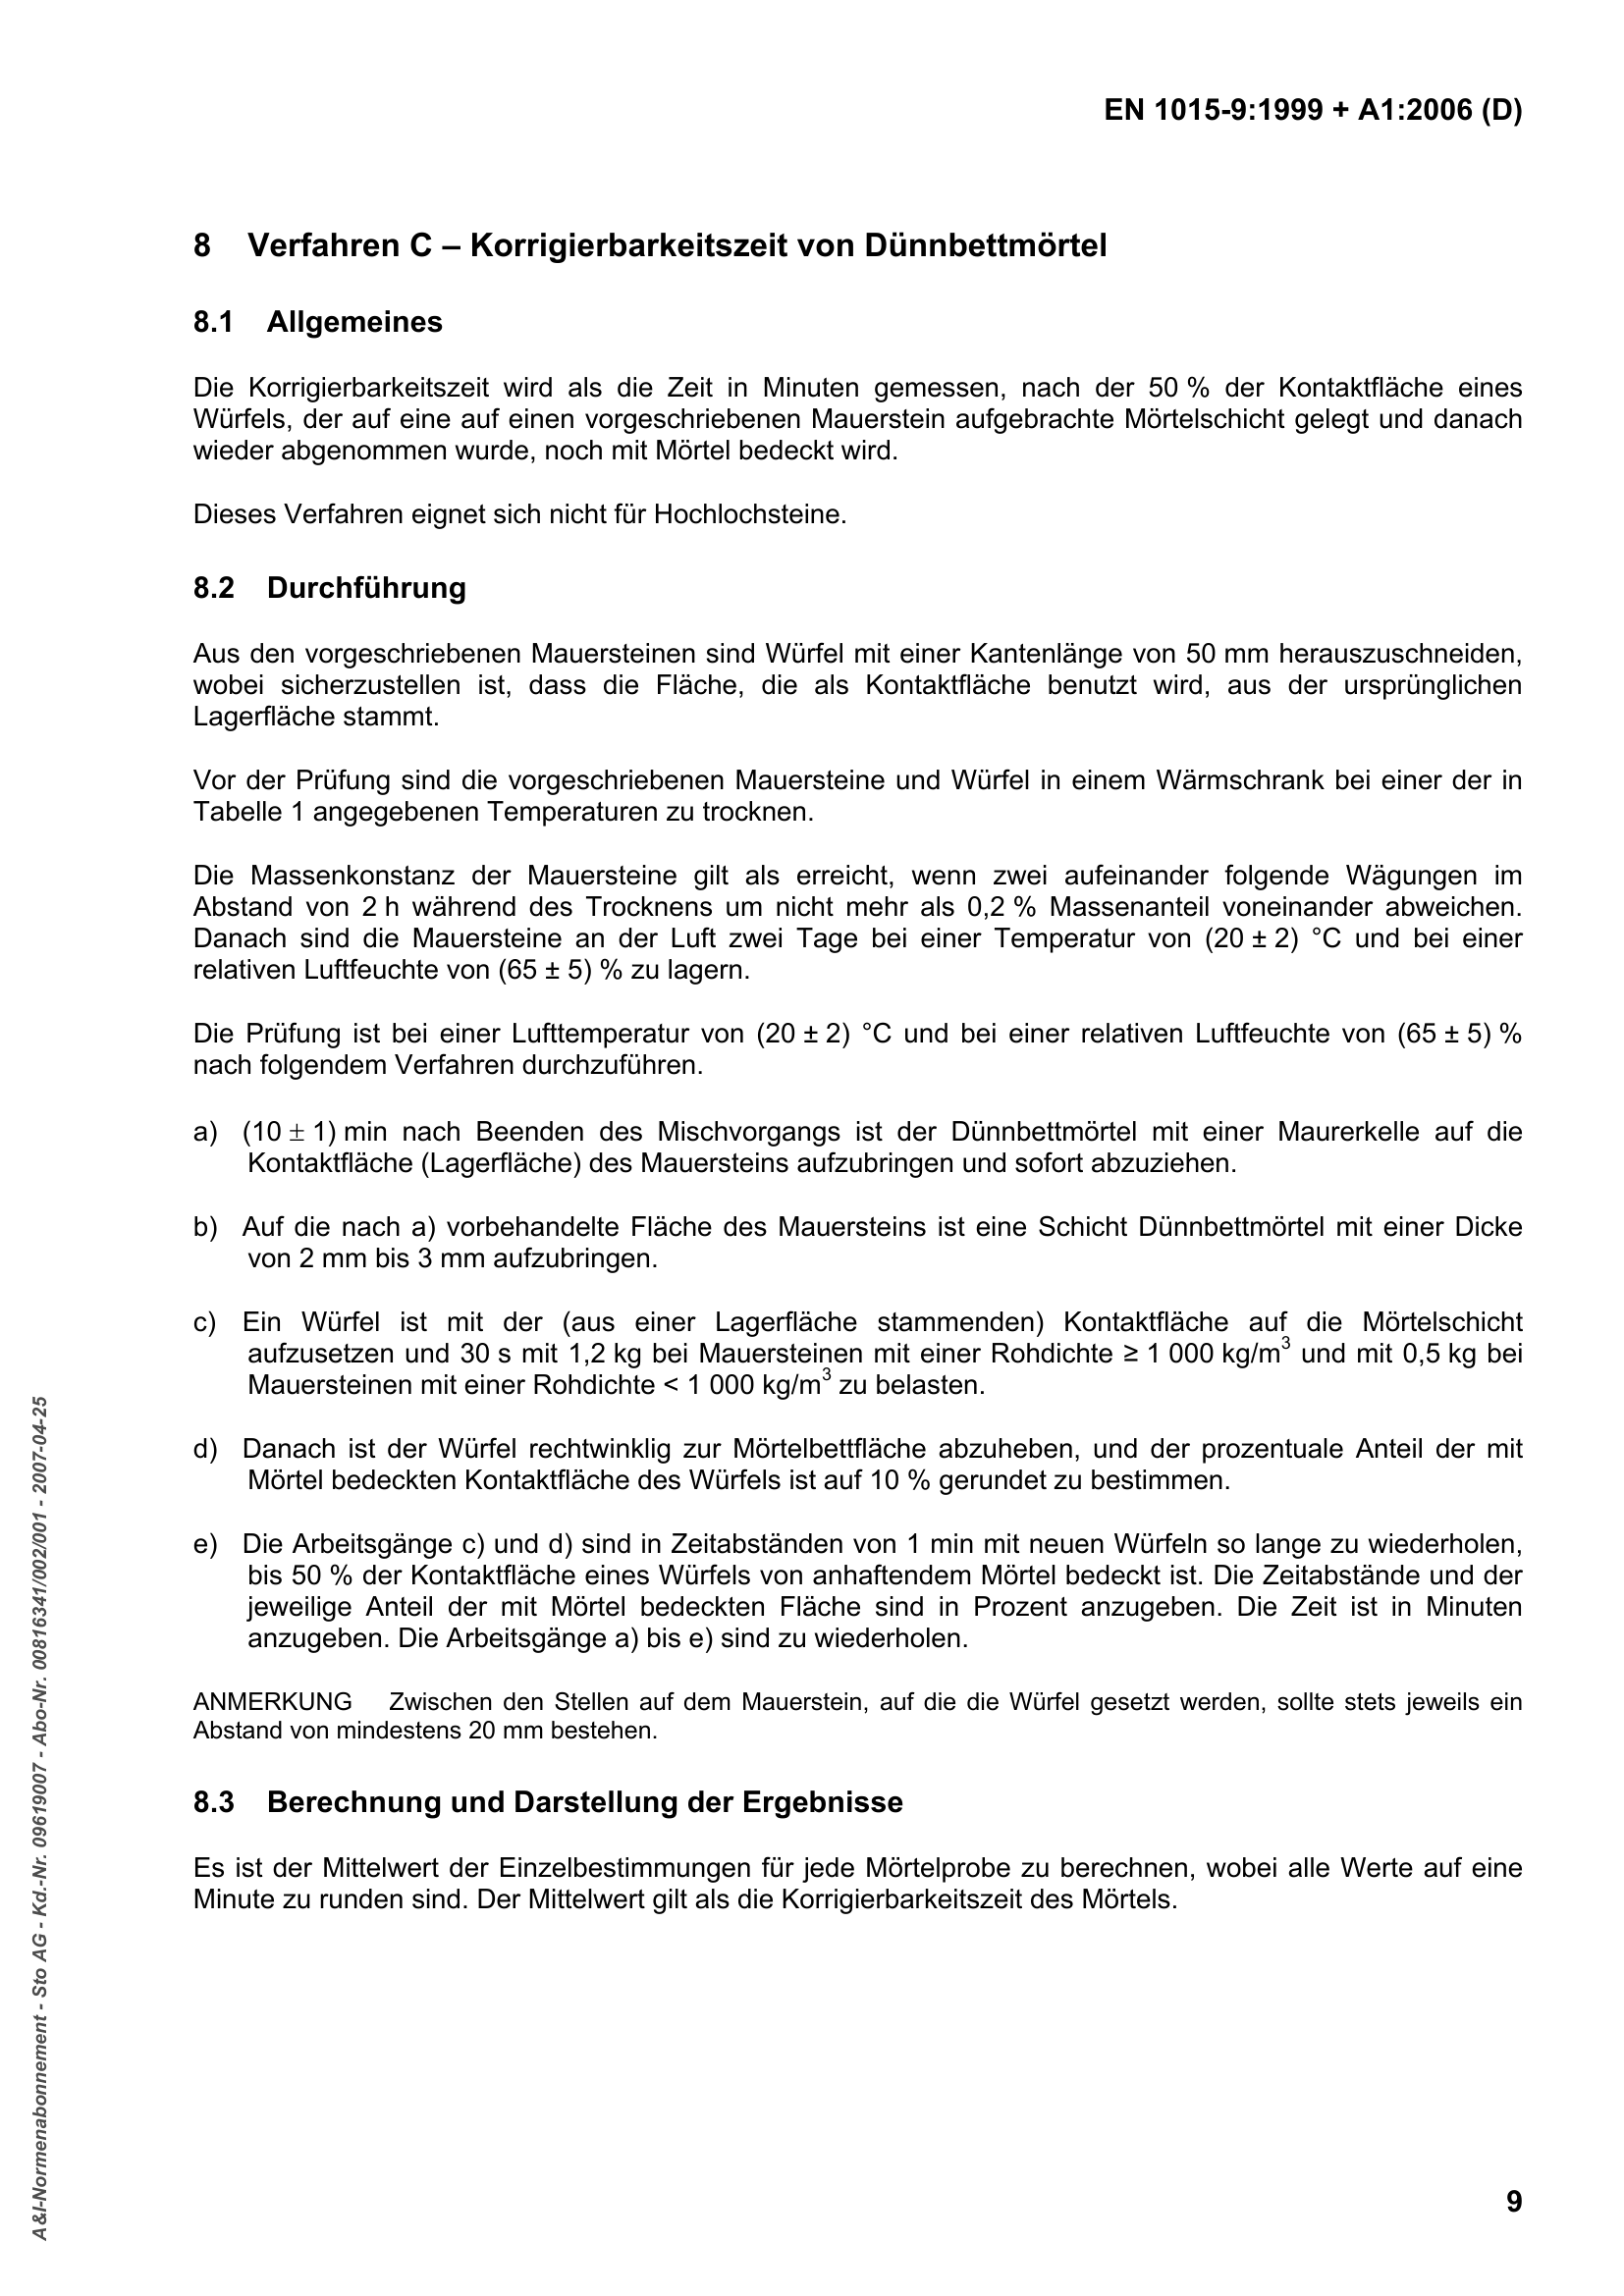 EN 1015-9:1999 + A1:2006 (D)
8 Verfahren C – Korrigierbarkeitszeit von Dünnbettmörtel
8.1 Allgemeines
Die Korrigierbarkeitszeit wird als die Zeit in Minuten gemessen, nach der 50 % der Kontaktfläche eines
Würfels, der auf eine auf einen vorgeschriebenen Mauerstein aufgebrachte Mörtelschicht gelegt und danach
wieder abgenommen wurde, noch mit Mörtel bedeckt wird.
Dieses Verfahren eignet sich nicht für Hochlochsteine.
8.2 Durchführung
Aus den vorgeschriebenen Mauersteinen sind Würfel mit einer Kantenlänge von 50 mm herauszuschneiden,
wobei sicherzustellen ist, dass die Fläche, die als Kontaktfläche benutzt wird, aus der ursprünglichen
Lagerfläche stammt.
Vor der Prüfung sind die vorgeschriebenen Mauersteine und Würfel in einem Wärmschrank bei einer der in
Tabelle 1 angegebenen Temperaturen zu trocknen.
Die Massenkonstanz der Mauersteine gilt als erreicht, wenn zwei aufeinander folgende Wägungen im
Abstand von 2 h während des Trocknens um nicht mehr als 0,2 % Massenanteil voneinander abweichen.
Danach sind die Mauersteine an der Luft zwei Tage bei einer Temperatur von (20 ± 2) °C und bei einer
relativen Luftfeuchte von (65 ± 5) % zu lagern.
Die Prüfung ist bei einer Lufttemperatur von (20 ± 2) °C und bei einer relativen Luftfeuchte von (65 ± 5) %
nach folgendem Verfahren durchzuführen.
a) (10 ± 1) min nach Beenden des Mischvorgangs ist der Dünnbettmörtel mit einer Maurerkelle auf die
Kontaktfläche (Lagerfläche) des Mauersteins aufzubringen und sofort abzuziehen.
b) Auf die nach a) vorbehandelte Fläche des Mauersteins ist eine Schicht Dünnbettmörtel mit einer Dicke
von 2 mm bis 3 mm aufzubringen.
c) Ein Würfel ist mit der (aus einer Lagerfläche stammenden) Kontaktfläche auf die Mörtelschicht
aufzusetzen und 30 s mit 1,2 kg bei Mauersteinen mit einer Rohdichte ≥ 1 000 kg/m³ und mit 0,5 kg bei
Mauersteinen mit einer Rohdichte < 1 000 kg/m³ zu belasten.
d) Danach ist der Würfel rechtwinklig zur Mörtelbettfläche abzuheben, und der prozentuale Anteil der mit
Mörtel bedeckten Kontaktfläche des Würfels ist auf 10 % gerundet zu bestimmen.
e) Die Arbeitsgänge c) und d) sind in Zeitabständen von 1 min mit neuen Würfeln so lange zu wiederholen,
bis 50 % der Kontaktfläche eines Würfels von anhaftendem Mörtel bedeckt ist. Die Zeitabstände und der
jeweilige Anteil der mit Mörtel bedeckten Fläche sind in Prozent anzugeben. Die Zeit ist in Minuten
anzugeben. Die Arbeitsgänge a) bis e) sind zu wiederholen.
ANMERKUNG Zwischen den Stellen auf dem Mauerstein, auf die die Würfel gesetzt werden, sollte stets jeweils ein
Abstand von mindestens 20 mm bestehen.
8.3 Berechnung und Darstellung der Ergebnisse
Es ist der Mittelwert der Einzelbestimmungen für jede Mörtelprobe zu berechnen, wobei alle Werte auf eine
Minute zu runden sind. Der Mittelwert gilt als die Korrigierbarkeitszeit des Mörtels.
A&I-Normenabonnement - Sto AG - Kd.-Nr. 09619007 - Abo-Nr. 00816341/002/001 - 2007-04-25
9